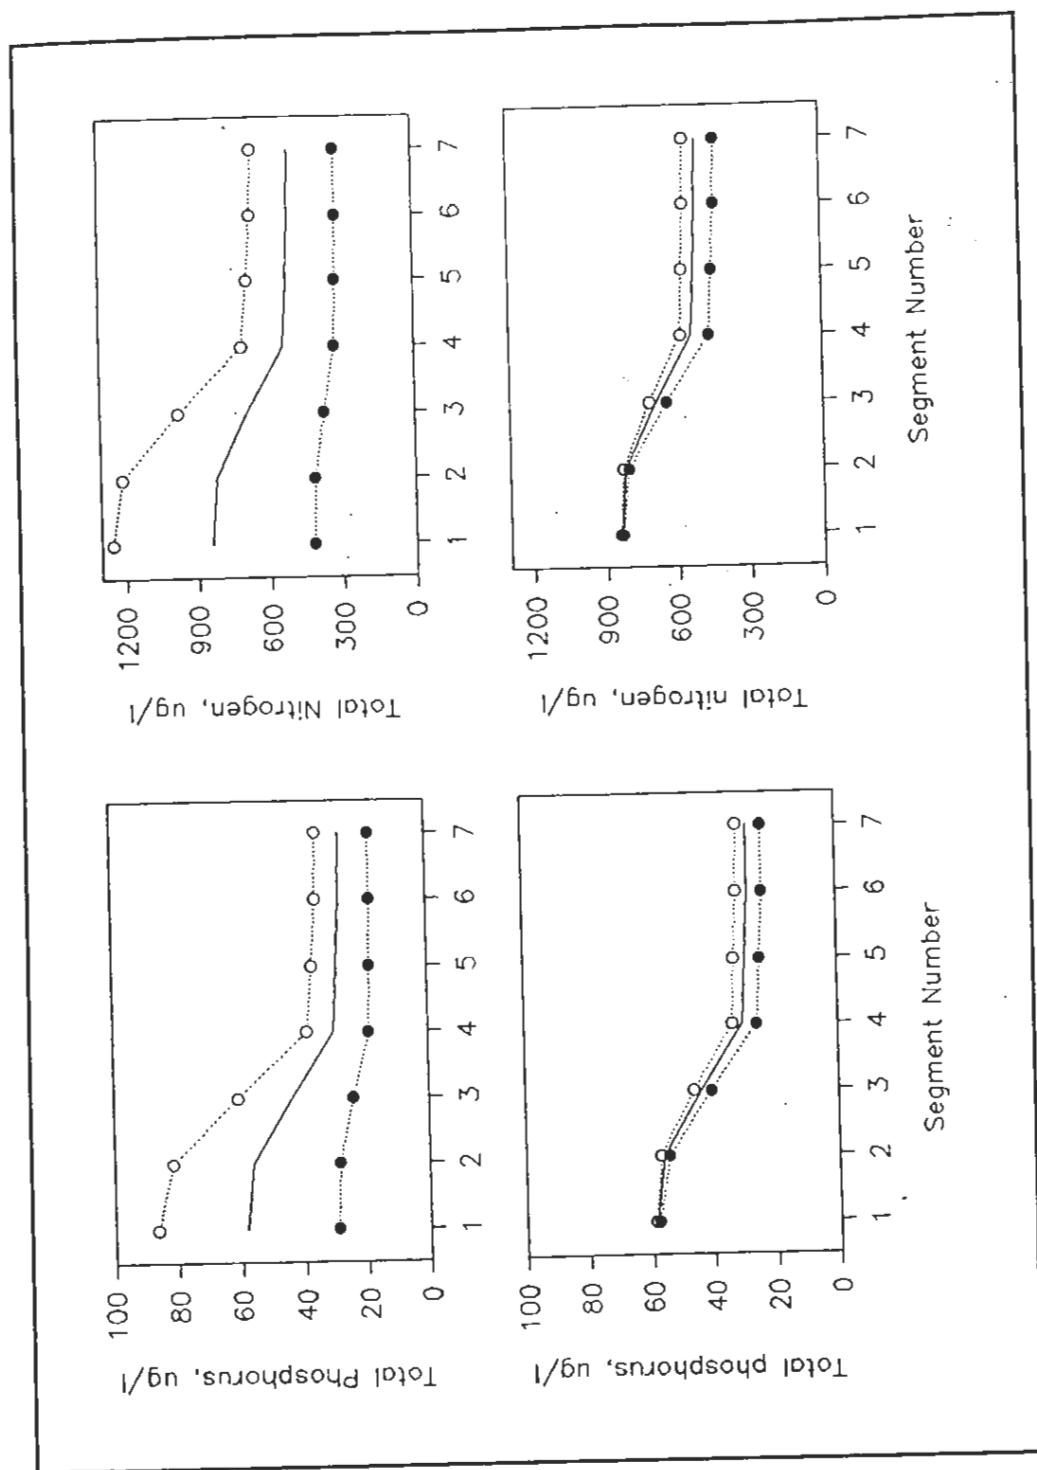 Total Phosphorus, ug/l
100
80
60
40
20
0
1 2 3 4 5 6 7
Total Nitrogen, ug/l
1200
900
600
300
0
1 2 3 4 5 6 7
Total phosphorus, ug/l
100
80
60
40
20
0
1 2 3 4 5 6 7
Segment Number
Total nitrogen, ug/l
1200
900
600
300
0
1 2 3 4 5 6 7
Segment Number